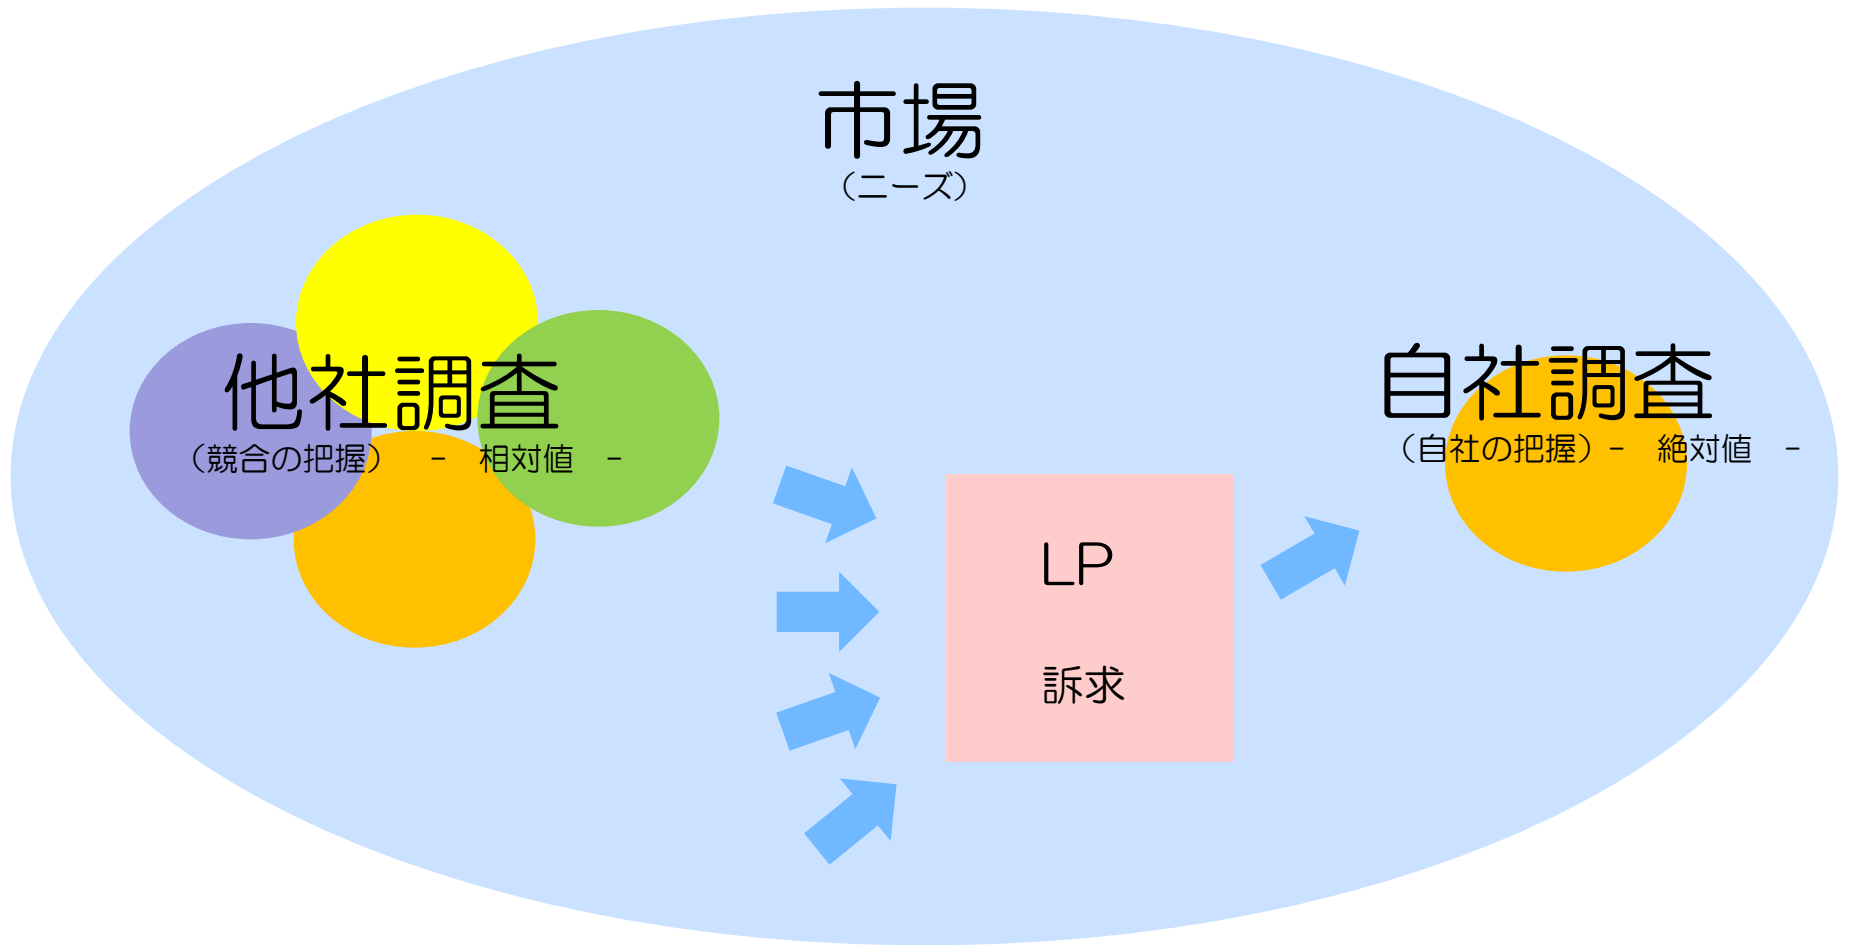 市場
（ニーズ）
他社調査
（競合の把握）　-　相対値　-
自社調査
（自社の把握）-　絶対値　-
LP
訴求